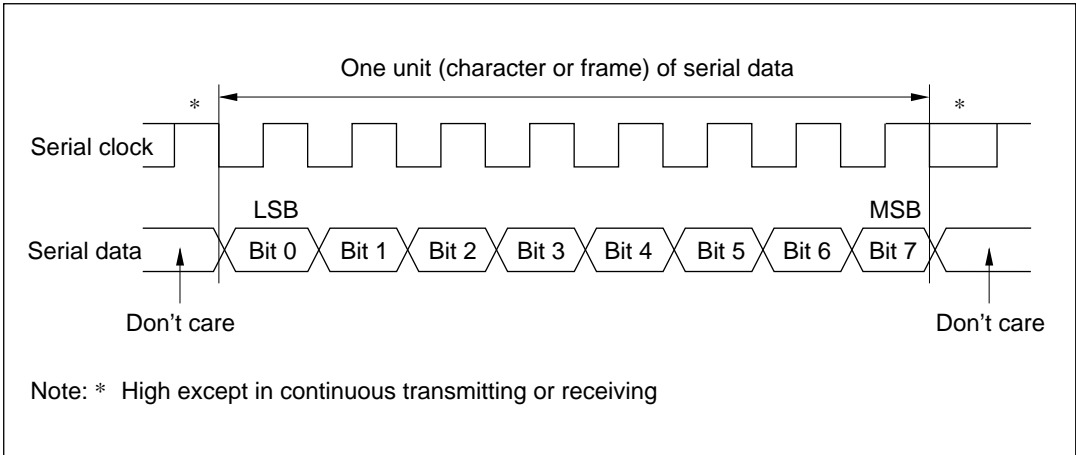 One unit (character or frame) of serial data
* *
Serial clock
LSB MSB
Serial data Bit 0 Bit 1 Bit 2 Bit 3 Bit 4 Bit 5 Bit 6 Bit 7
Don’t care Don’t care
Note: * High except in continuous transmitting or receiving